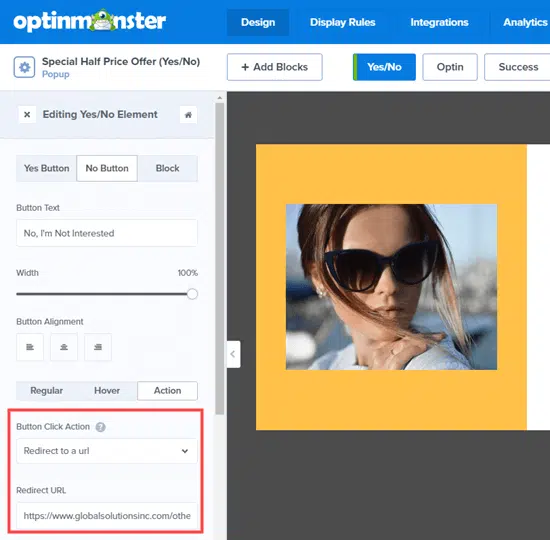 optinmonster
Design
Display Rules
Integrations
Analytics
Special Half Price Offer (Yes/No)
Popup
+ Add Blocks
Yes/No
Optin
Success
Editing Yes/No Element
Yes Button
No Button
Block
Button Text
No, I'm Not Interested
Width
100%
Button Alignment
Regular
Hover
Action
Button Click Action ?
Redirect to a url
Redirect URL
https://www.globalsolutionsinc.com/othe